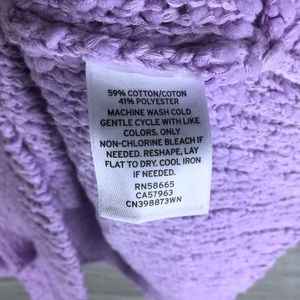 59% COTTON/COTON
41% POLYESTER
MACHINE WASH COLD
GENTLE CYCLE WITH LIKE
COLORS. ONLY
NON-CHLORINE BLEACH IF
NEEDED. RESHAPE, LAY
FLAT TO DRY. COOL IRON
IF NEEDED.
RN58665
CA57963
CN398873WN